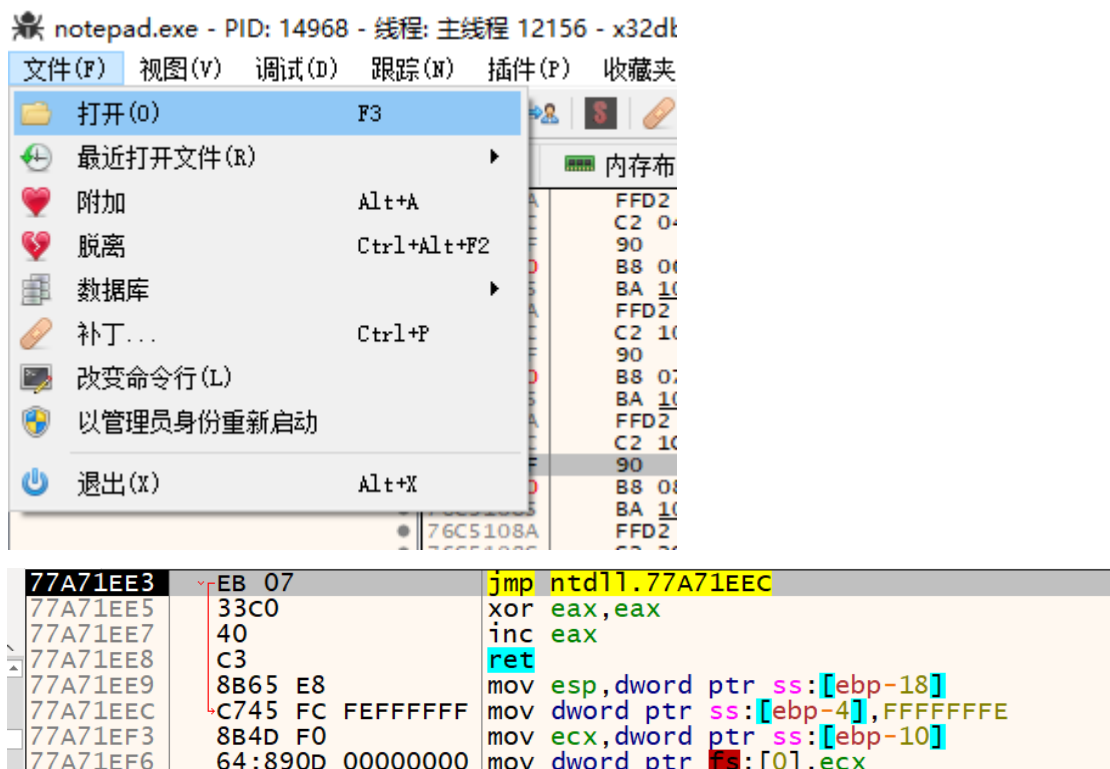 notepad.exe - PID: 14968 - 线程: 主线程 12156 - x32db
文件(F) 视图(V) 调试(D) 跟踪(N) 插件(P) 收藏夹
打开(O) F3
最近打开文件(R)
附加 Alt+A
脱离 Ctrl+Alt+F2
数据库
补丁... Ctrl+P
改变命令行(L)
以管理员身份重新启动
退出(X) Alt+X
内存布
FFD2
C2 04
90
B8 06
BA 10
FFD2
C2 10
90
B8 07
BA 10
FFD2
C2 1C
90
B8 08
BA 10
76C5108A FFD2
77A71EE3 EB 07 jmp ntdll.77A71EEC
77A71EE5 33C0 xor eax,eax
77A71EE7 40 inc eax
77A71EE8 C3 ret
77A71EE9 8B65 E8 mov esp,dword ptr ss:[ebp-18]
77A71EEC C745 FC FEFFFFFF mov dword ptr ss:[ebp-4],FFFFFFFE
77A71EF3 8B4D F0 mov ecx,dword ptr ss:[ebp-10]
77A71EF6 64:890D 00000000 mov dword ptr fs:[0],ecx